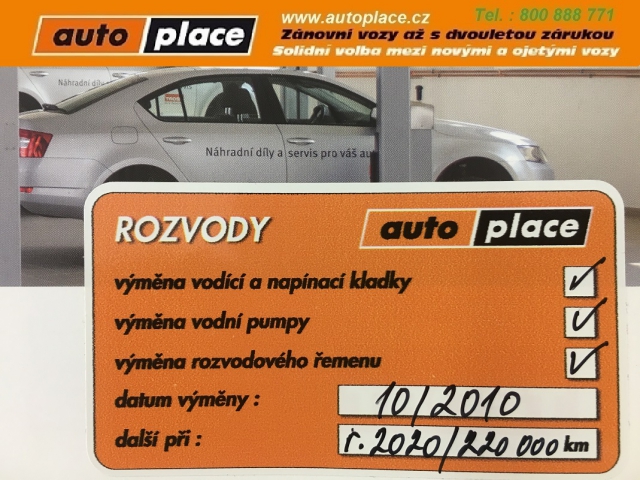 auto place
www.autoplace.cz
Tel. : 800 888 771
Zánovní vozy až s dvouletou zárukou
Solidní volba mezi novými a ojetými vozy
Náhradní díly
Náhradní díly a servis pro váš au
ROZVODY
auto place
výměna vodící a napínací kladky
výměna vodní pumpy
výměna rozvodového řemenu
datum výměny : 10/2010
další při : r. 2020/220 000 km